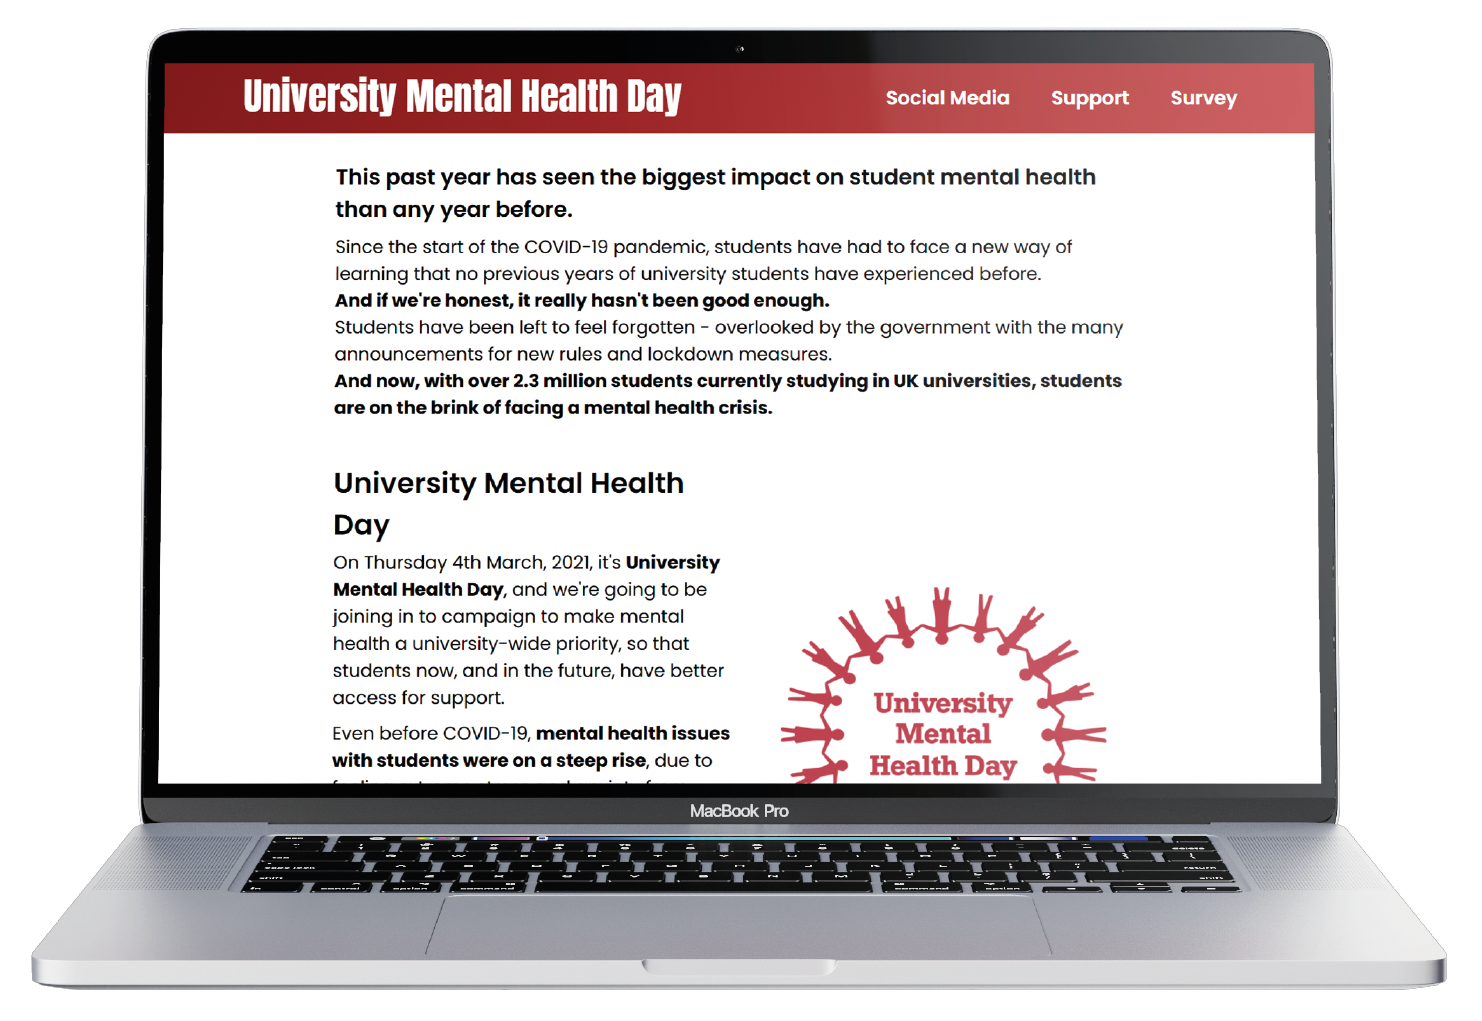 University Mental Health Day
Social Media Support Survey
This past year has seen the biggest impact on student mental health
than any year before.
Since the start of the COVID-19 pandemic, students have had to face a new way of
learning that no previous years of university students have experienced before.
And if we're honest, it really hasn't been good enough.
Students have been left to feel forgotten - overlooked by the government with the many
announcements for new rules and lockdown measures.
And now, with over 2.3 million students currently studying in UK universities, students
are on the brink of facing a mental health crisis.
University Mental Health
Day
On Thursday 4th March, 2021, it's University
Mental Health Day, and we're going to be
joining in to campaign to make mental
health a university-wide priority, so that
students now, and in the future, have better
access for support.
Even before COVID-19, mental health issues
with students were on a steep rise, due to
University
Mental
Health Day
MacBook Pro
delete
return
shift
control
option
command
command
option